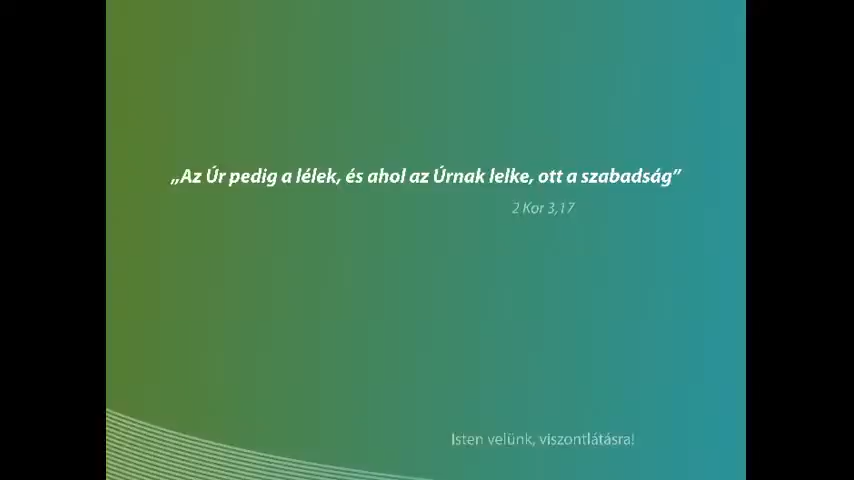 „Az Úr pedig a lélek, és ahol az Úrnak lelke, ott a szabadság”
2 Kor 3,17
Isten velünk, viszontlátásra!